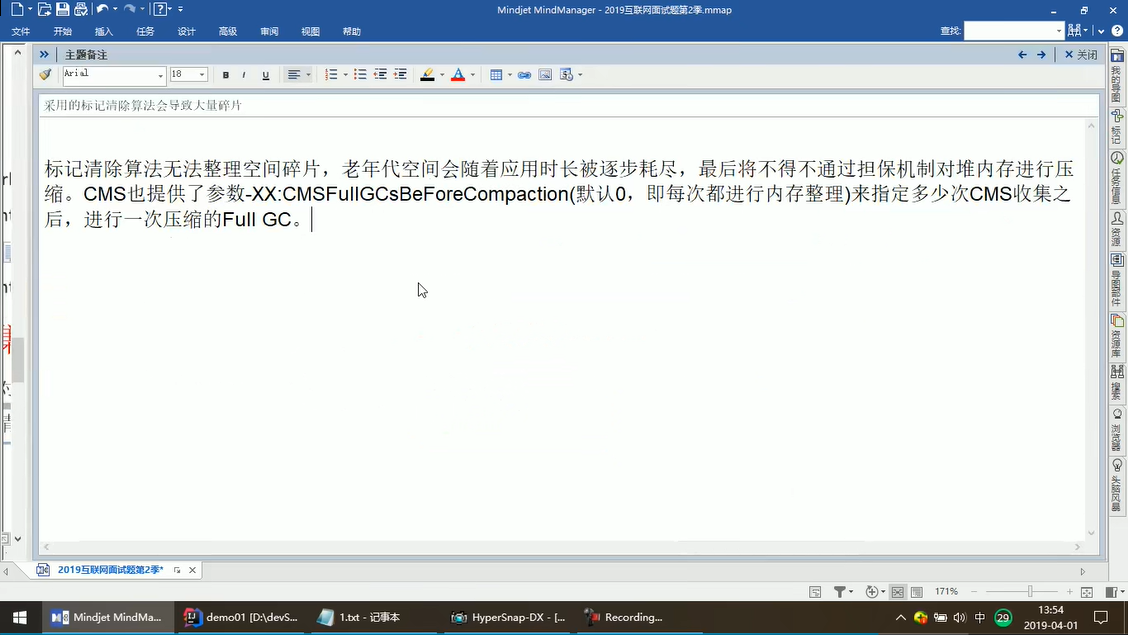 Mindjet MindManager - 2019互联网面试题第2季.mmap
文件 开始 插入 任务 设计 高级 审阅 视图 帮助 查找:
主题备注 关闭
Arial 18 B I U
采用的标记清除算法会导致大量碎片
标记清除算法无法整理空间碎片，老年代空间会随着应用时长被逐步耗尽，最后将不得不通过担保机制对堆内存进行压
缩。CMS也提供了参数-XX:CMSFullGCsBeForeCompaction(默认0，即每次都进行内存整理)来指定多少次CMS收集之
后，进行一次压缩的Full GC。
我的导图
标记
任务信息
资源
导图部件
资源库
搜索
浏览器
头脑风暴
2019互联网面试题第2季*
171%
Mindjet MindMa... demo01 [D:\devS... 1.txt - 记事本 HyperSnap-DX - [... Recording... 中 29 13:54
2019-04-01